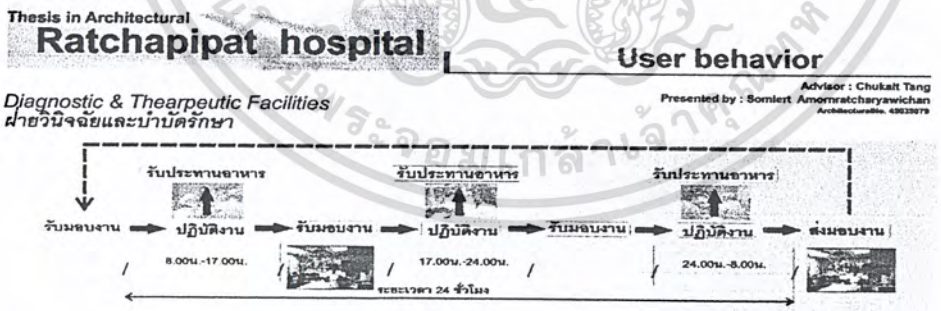 Thesis in Architectural
Ratchapipat hospital
User behavior
Advisor : Chukait Tang
Presented by : Somlert Amornratcharyawichan
Architecturalno. 49035079
Diagnostic & Thearpeutic Facilities
ฝ่ายวินิจฉัยและบำบัดรักษา
รับประทานอาหาร รับประทานอาหาร รับประทานอาหาร
รับมอบงาน ปฏิบัติงาน รับมอบงาน ปฏิบัติงาน รับมอบงาน ปฏิบัติงาน ส่งมอบงาน
/ 8.00น.-17.00น. / / 17.00น.-24.00น. / / 24.00น.-8.00น. /
ระยะเวลา 24 ชั่วโมง